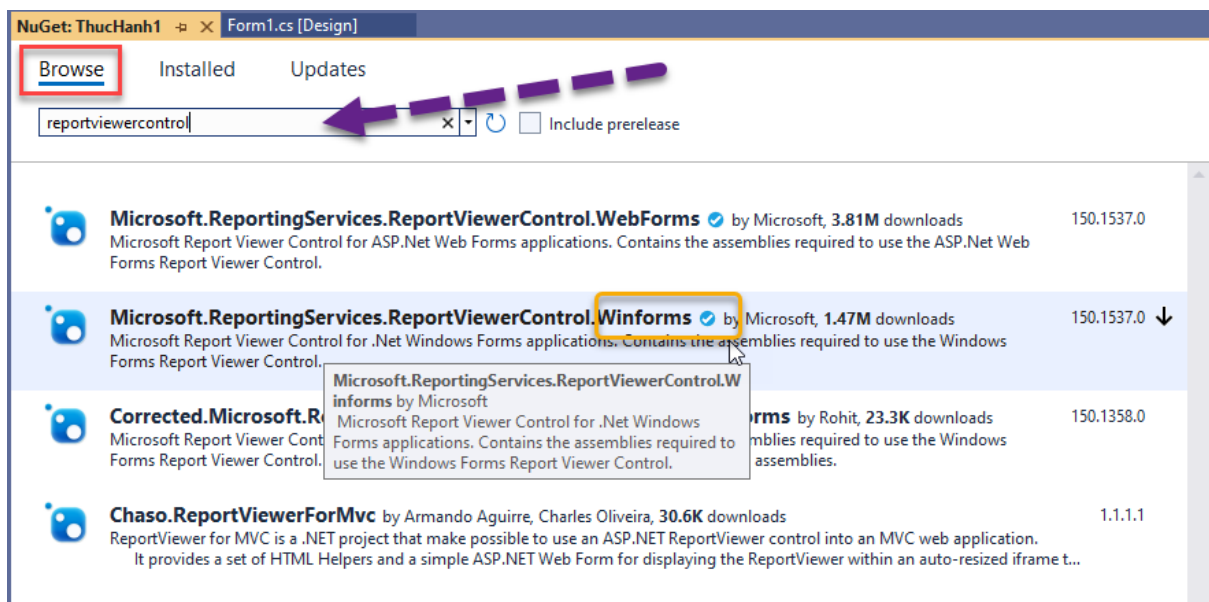 NuGet: ThucHanh1
Form1.cs [Design]
Browse
Installed
Updates
reportviewercontrol
Include prerelease
Microsoft.ReportingServices.ReportViewerControl.WebForms by Microsoft, 3.81M downloads
150.1537.0
Microsoft Report Viewer Control for ASP.Net Web Forms applications. Contains the assemblies required to use the ASP.Net Web
Forms Report Viewer Control.
Microsoft.ReportingServices.ReportViewerControl.Winforms by Microsoft, 1.47M downloads
150.1537.0
Microsoft Report Viewer Control for .Net Windows Forms applications. Contains the assemblies required to use the Windows
Forms Report Viewer Control.
Microsoft.ReportingServices.ReportViewerControl.W
informs by Microsoft
Microsoft Report Viewer Control for .Net Windows
Forms applications. Contains the assemblies required to
use the Windows Forms Report Viewer Control.
Corrected.Microsoft.R
by Rohit, 23.3K downloads
150.1358.0
Microsoft Report Viewer
required to use the Windows
Forms Report Viewer Control.
assemblies.
Chaso.ReportViewerForMvc by Armando Aguirre, Charles Oliveira, 30.6K downloads
1.1.1.1
ReportViewer for MVC is a .NET project that make possible to use an ASP.NET ReportViewer control into an MVC web application.
It provides a set of HTML Helpers and a simple ASP.NET Web Form for displaying the ReportViewer within an auto-resized iframe t...